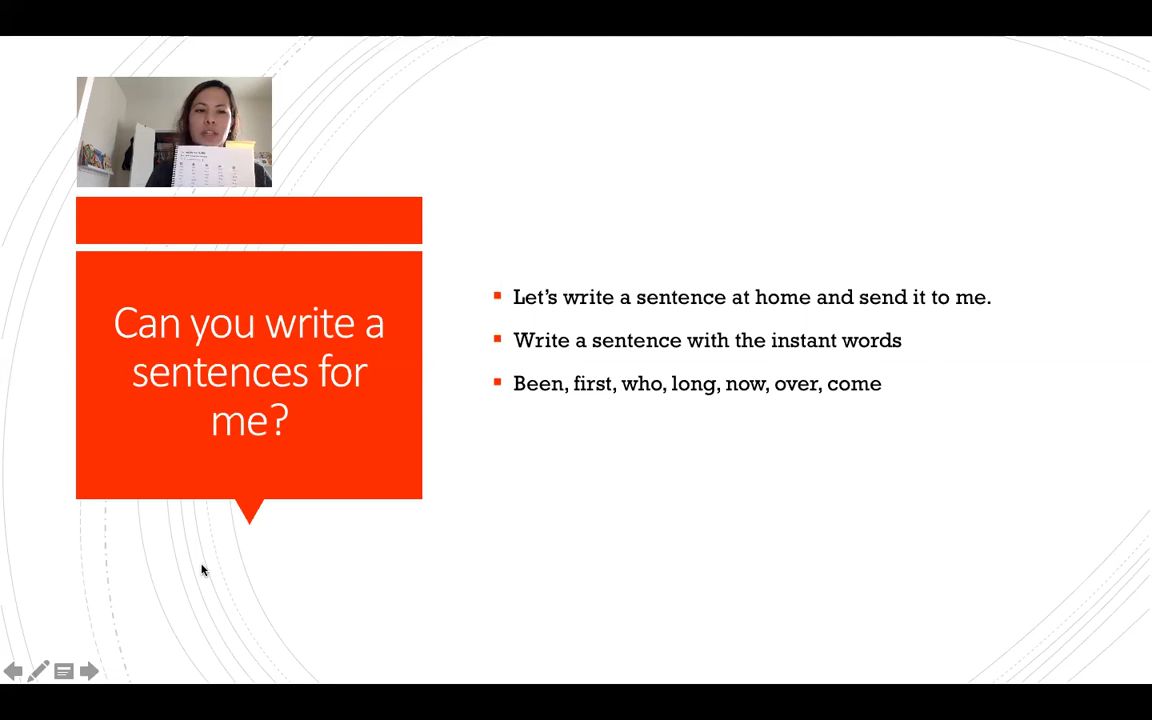 Can you write a
sentences for
me?
Let's write a sentence at home and send it to me.
Write a sentence with the instant words
Been, first, who, long, now, over, come